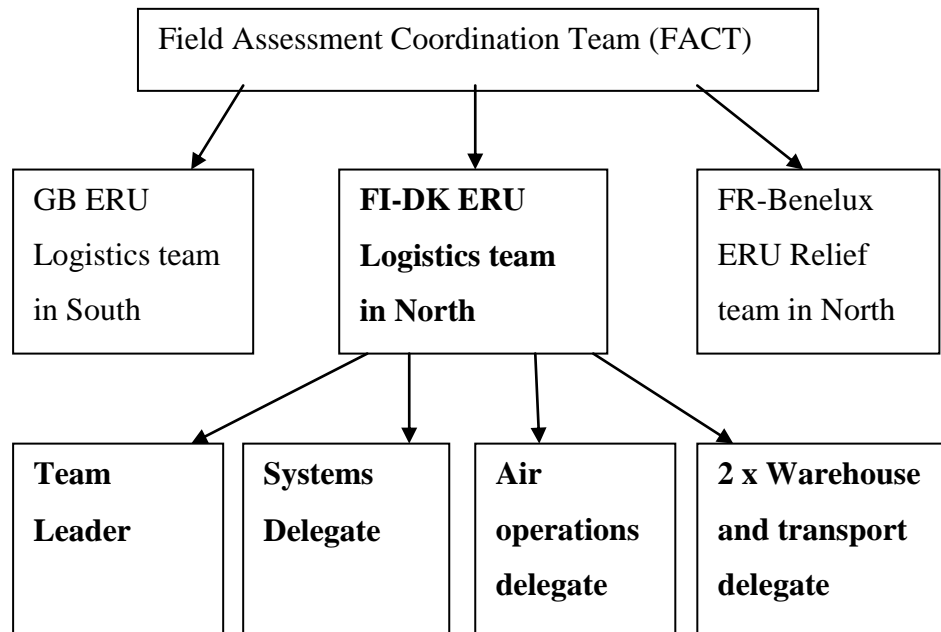 Field Assessment Coordination Team (FACT)
GB ERU
Logistics team
in South
FI-DK ERU
Logistics team
in North
FR-Benelux
ERU Relief
team in North
Team
Leader
Systems
Delegate
Air
operations
delegate
2 x Warehouse
and transport
delegate